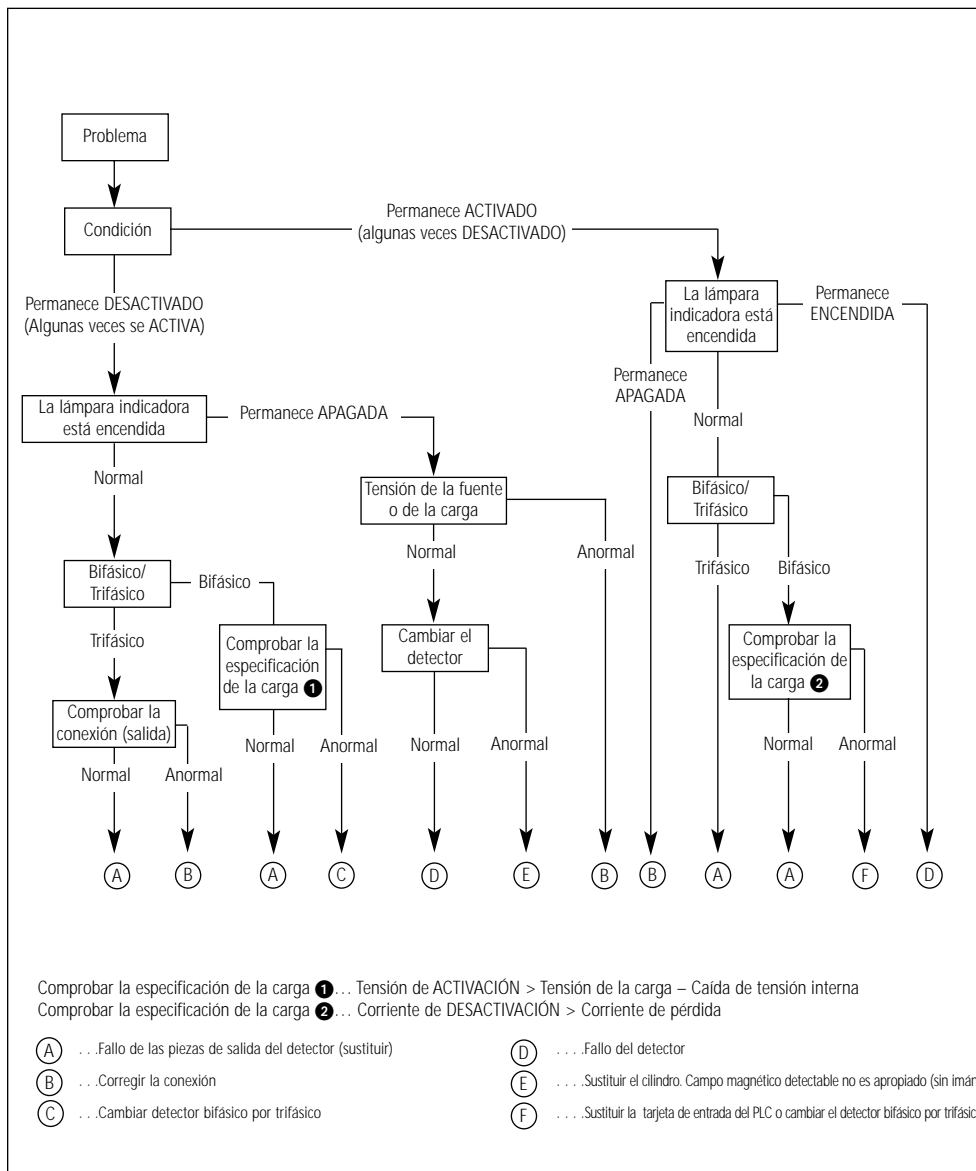 Problema
Condición
Permanece ACTIVADO
(algunas veces DESACTIVADO)
Permanece DESACTIVADO
(Algunas veces se ACTIVA)
La lámpara
indicadora está
encendida
Permanece
ENCENDIDA
Permanece
APAGADA
Normal
La lámpara indicadora
está encendida
Permanece APAGADA
Normal
Tensión de la fuente
o de la carga
Anormal
Normal
Bifásico/
Trifásico
Trifásico
Bifásico
Bifásico/
Trifásico
Bifásico
Trifásico
Comprobar la
especificación
de la carga 1
Cambiar el
detector
Comprobar la
especificación de
la carga 2
Comprobar la
conexión (salida)
Normal
Anormal
Normal
Anormal
Normal
Anormal
Normal
Anormal
A
B
A
C
D
E
B
B
A
A
F
D
Comprobar la especificación de la carga 1... Tensión de ACTIVACIÓN > Tensión de la carga – Caída de tensión interna
Comprobar la especificación de la carga 2... Corriente de DESACTIVACIÓN > Corriente de pérdida
A ...Fallo de las piezas de salida del detector (sustituir)
B ...Corregir la conexión
C ...Cambiar detector bifásico por trifásico
D ....Fallo del detector
E ....Sustituir el cilindro. Campo magnético detectable no es apropiado (sin imán
F ....Sustituir la tarjeta de entrada del PLC o cambiar el detector bifásico por trifásic